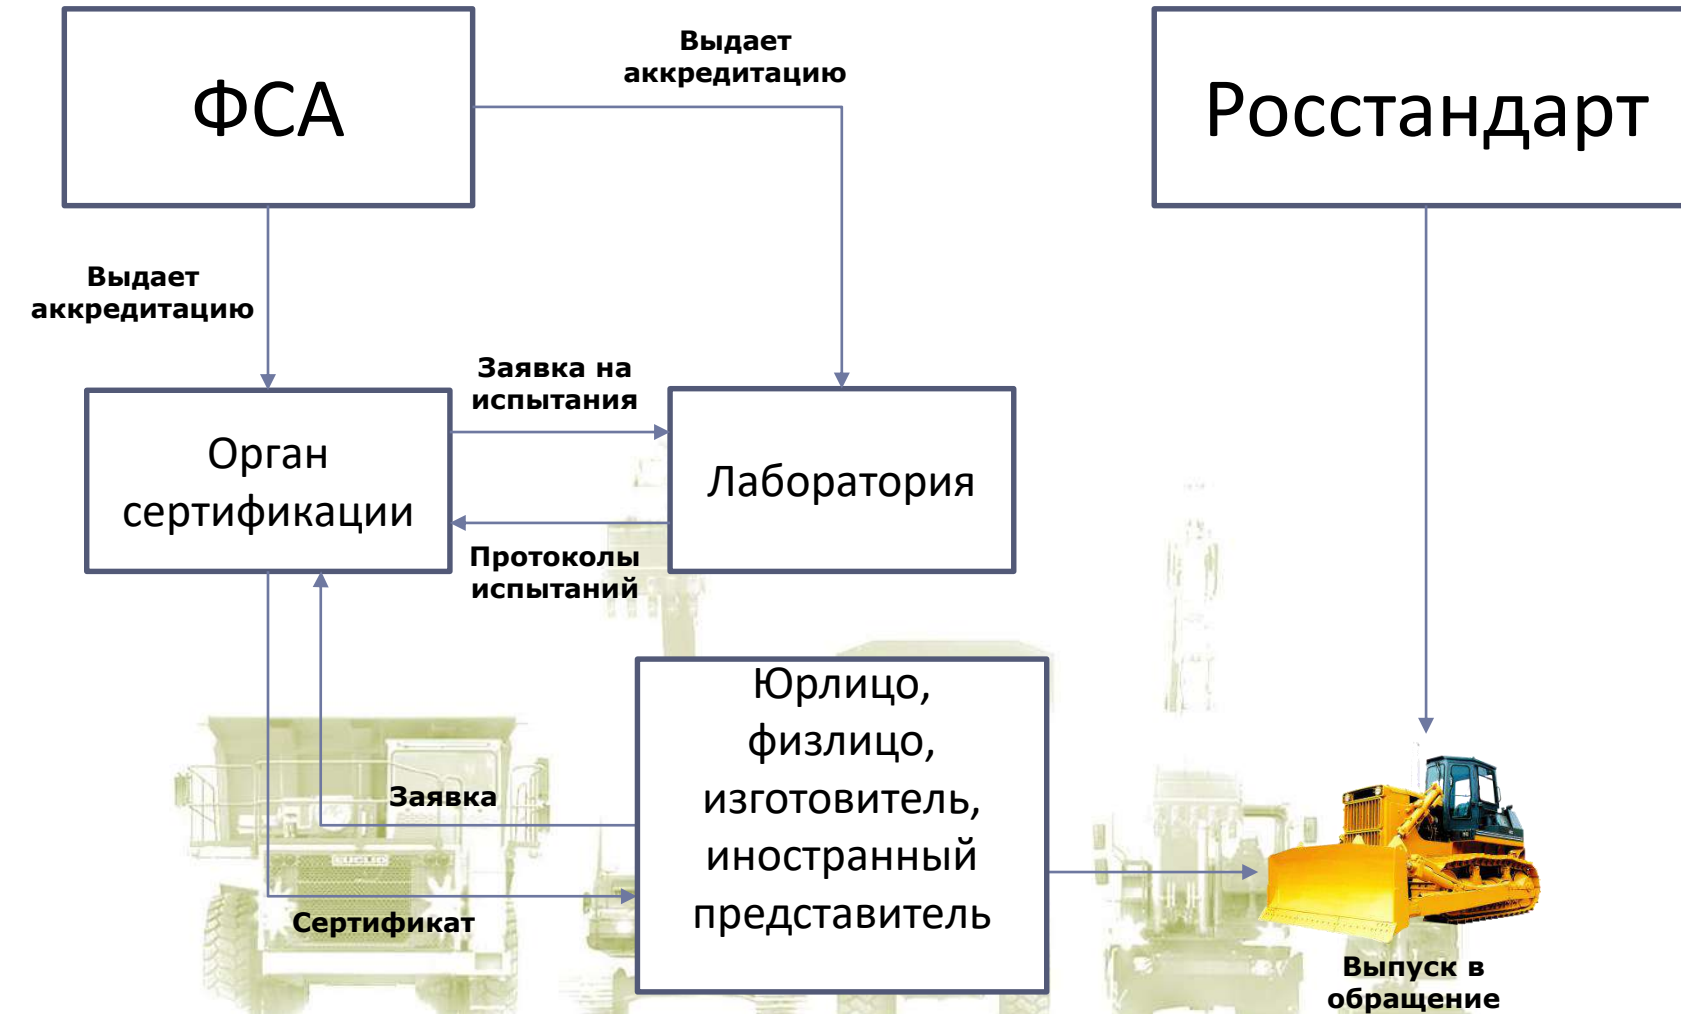 ФСА
Выдает
аккредитацию
Росстандарт
Выдает
аккредитацию
Заявка на
испытания
Орган
сертификации
Лаборатория
Протоколы
испытаний
Юрлицо,
физлицо,
изготовитель,
иностранный
представитель
Заявка
EUCLID
Сертификат
Выпуск в
обращение